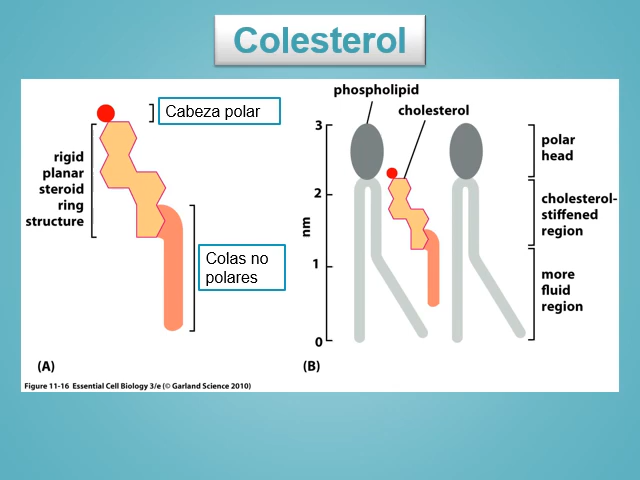 Colesterol
Cabeza polar
rigid
planar
steroid
ring
structure
Colas no
polares
(A)
phospholipid
cholesterol
3
2
nm
1
0
polar
head
cholesterol-
stiffened
region
more
fluid
region
(B)
Figure 11-16 Essential Cell Biology 3/e (© Garland Science 2010)